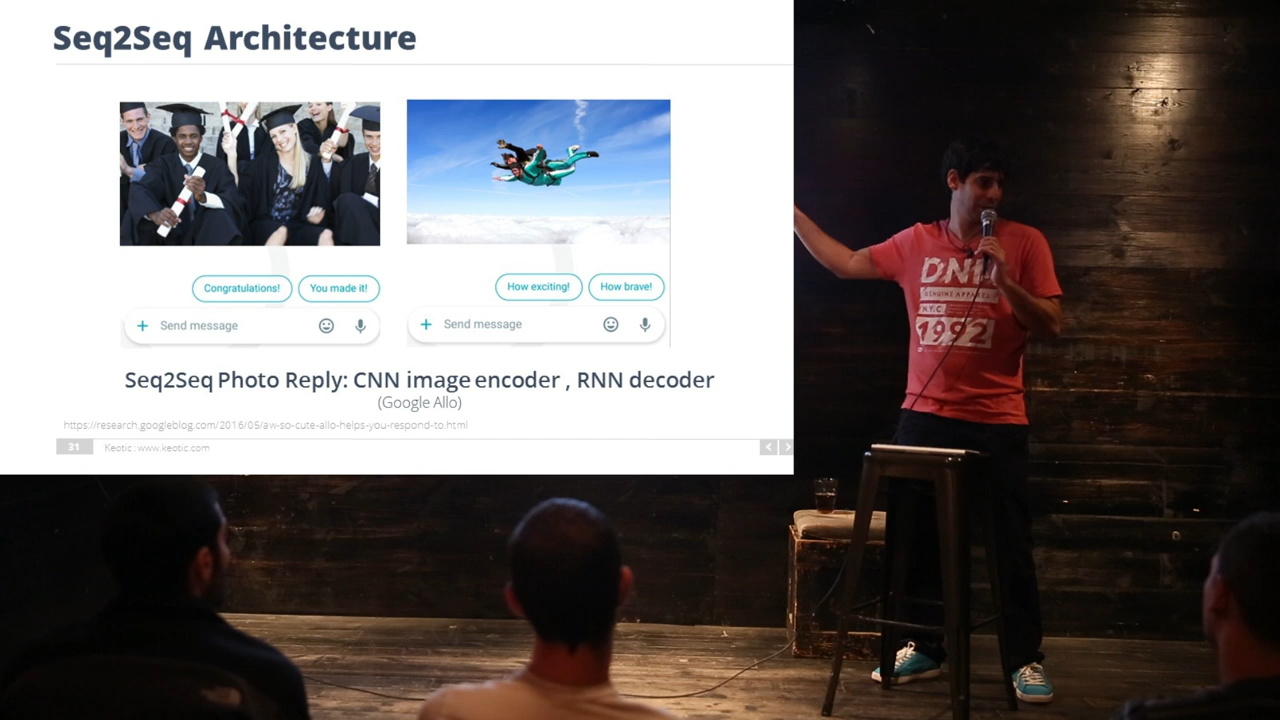 Seq2Seq Architecture
Congratulations!
You made it!
How exciting!
How brave!
Send message
Send message
Seq2Seq Photo Reply: CNN image encoder , RNN decoder
(Google Allo)
https://research.googleblog.com/2016/05/aw-so-cute-allo-helps-you-respond-to.html
31
Keotic : www.keotic.com
GENUINE APPAREL
N.Y.C.
1992